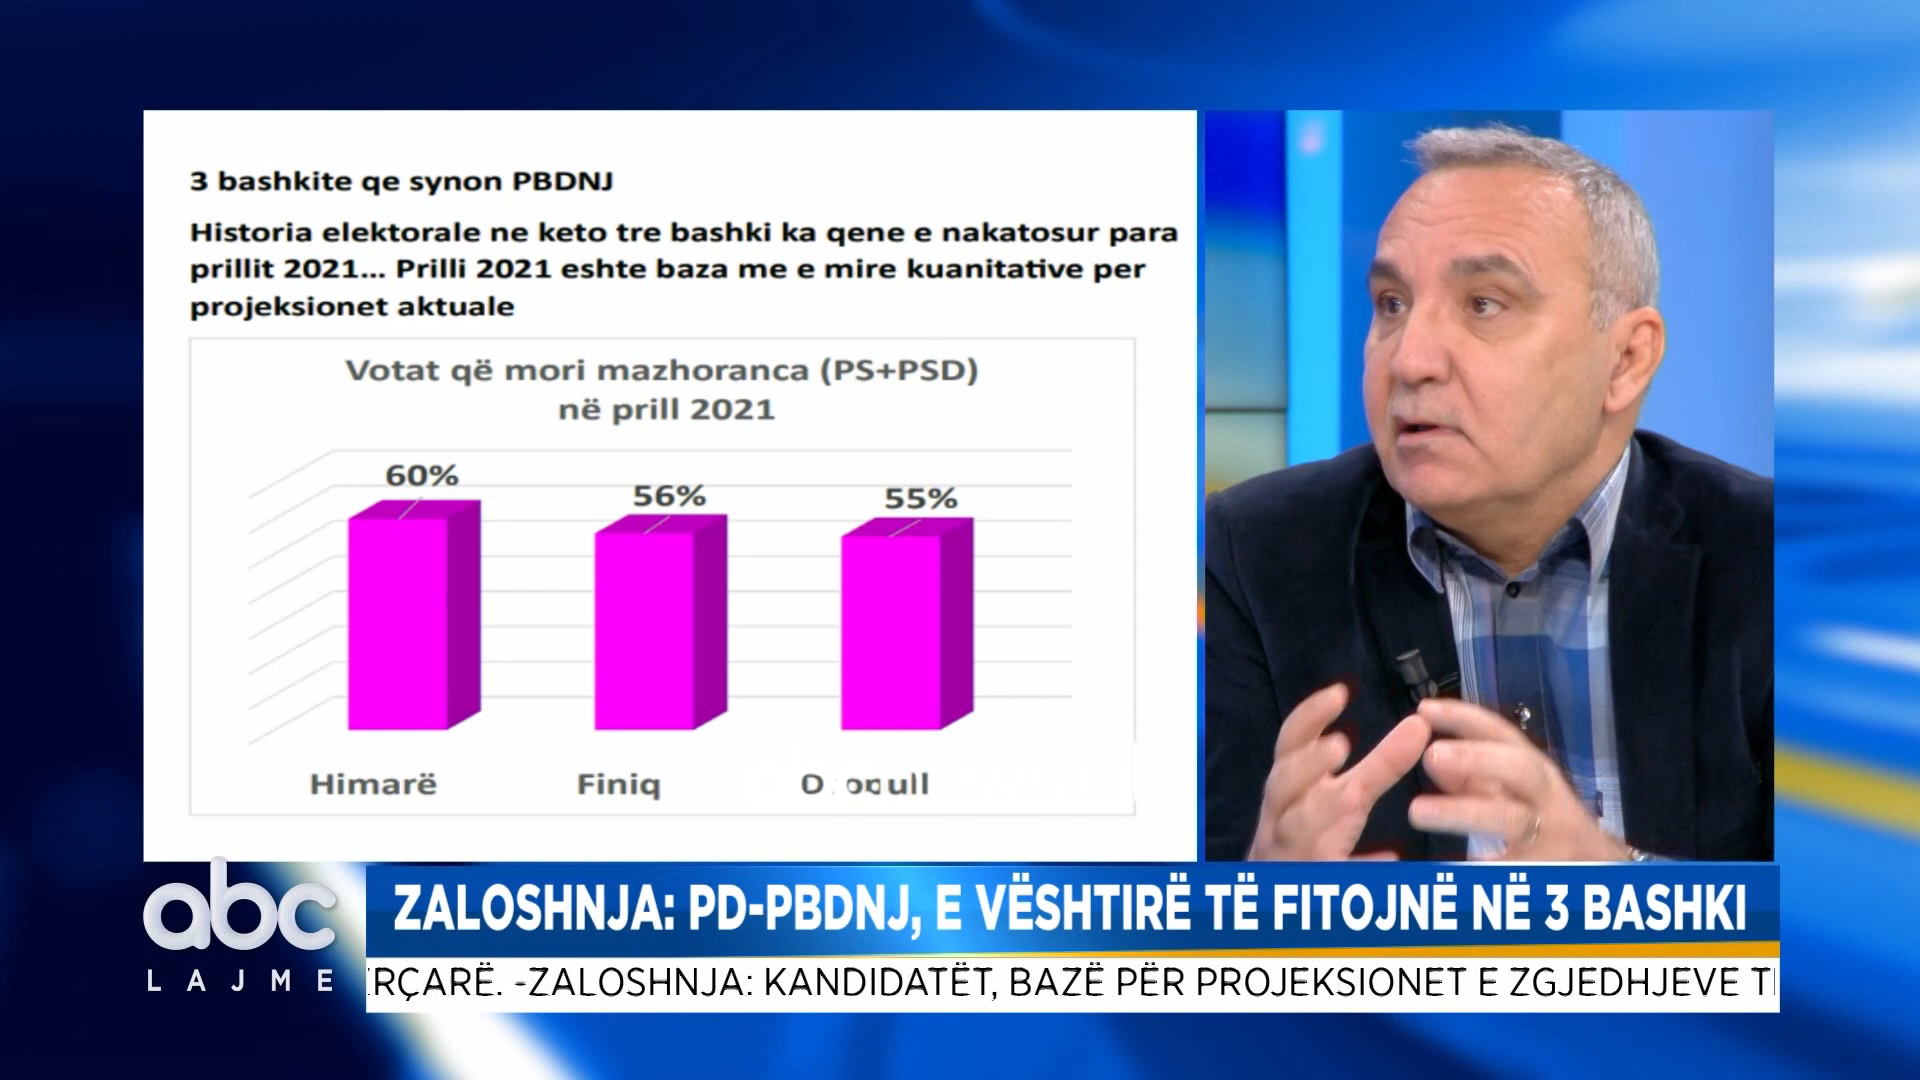 3 bashkite qe synon PBDNJ
Historia elektorale ne keto tre bashki ka qene e nakatosur para
prillit 2021... Prilli 2021 eshte baza me e mire kuanitative per
projeksionet aktuale
Votat që mori mazhoranca (PS+PSD)
në prill 2021
60% 56% 55%
Himarë Finiq
abc
LAJME
ZALOSHNJA: PD-PBDNJ, E VËSHTIRË TË FITOJNË NË 3 BASHKI
ERÇARË. -ZALOSHNJA: KANDIDATËT, BAZË PËR PROJEKSIONET E ZGJEDHJEVE